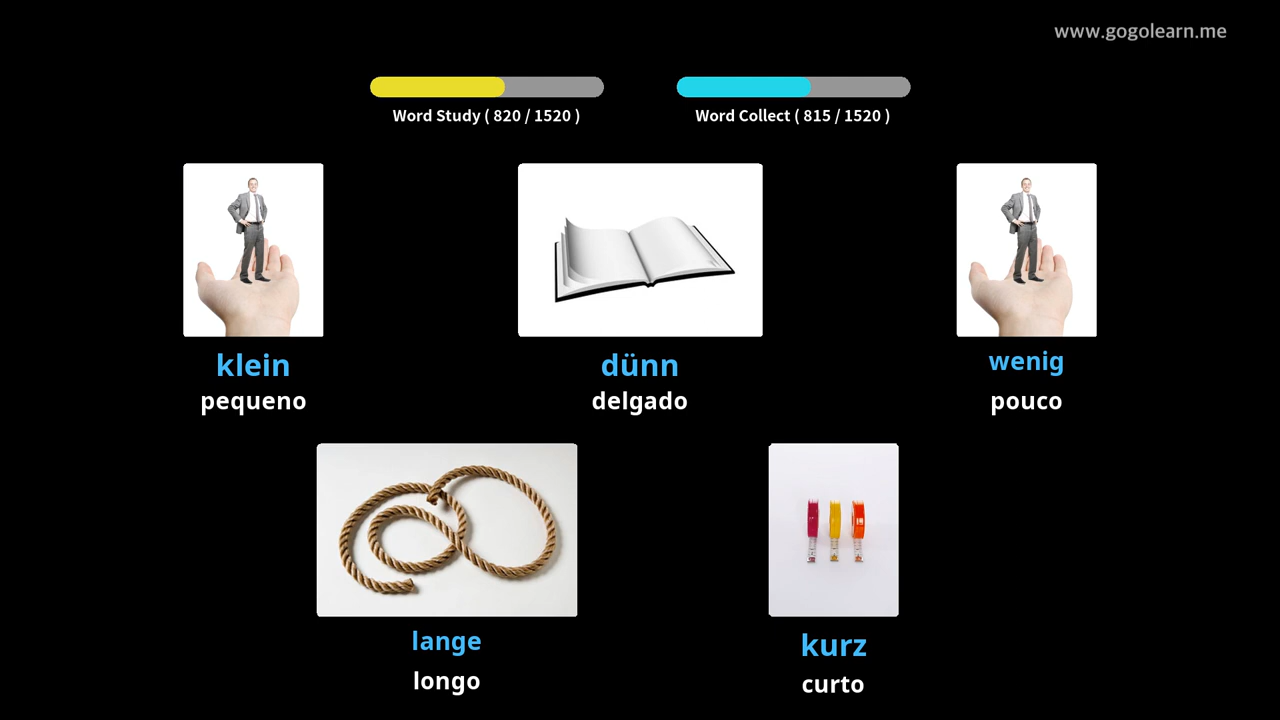 www.gogolearn.me
Word Study ( 820 / 1520 )
Word Collect ( 815 / 1520 )
klein
pequeno
dünn
delgado
wenig
pouco
lange
longo
kurz
curto